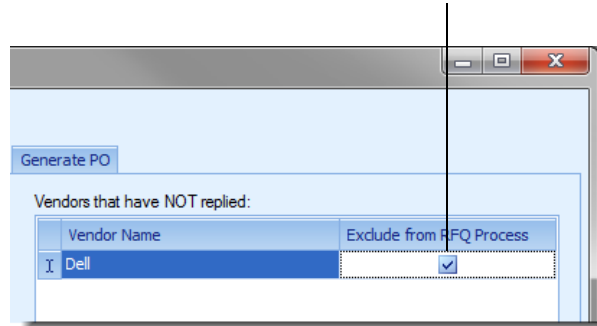 Generate PO
Vendors that have NOT replied:
Vendor Name Exclude from RFQ Process
Dell